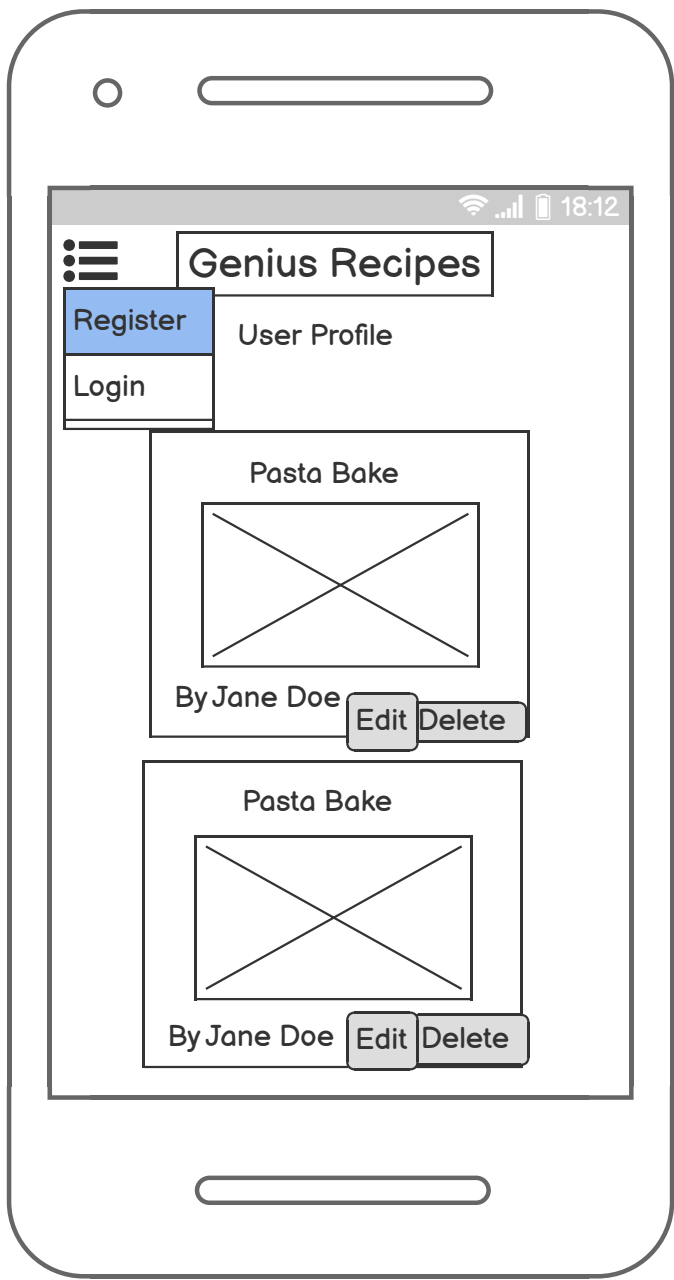 18:12
Genius Recipes
Register
User Profile
Login
Pasta Bake
By Jane Doe
Edit
Delete
Pasta Bake
By Jane Doe
Edit
Delete